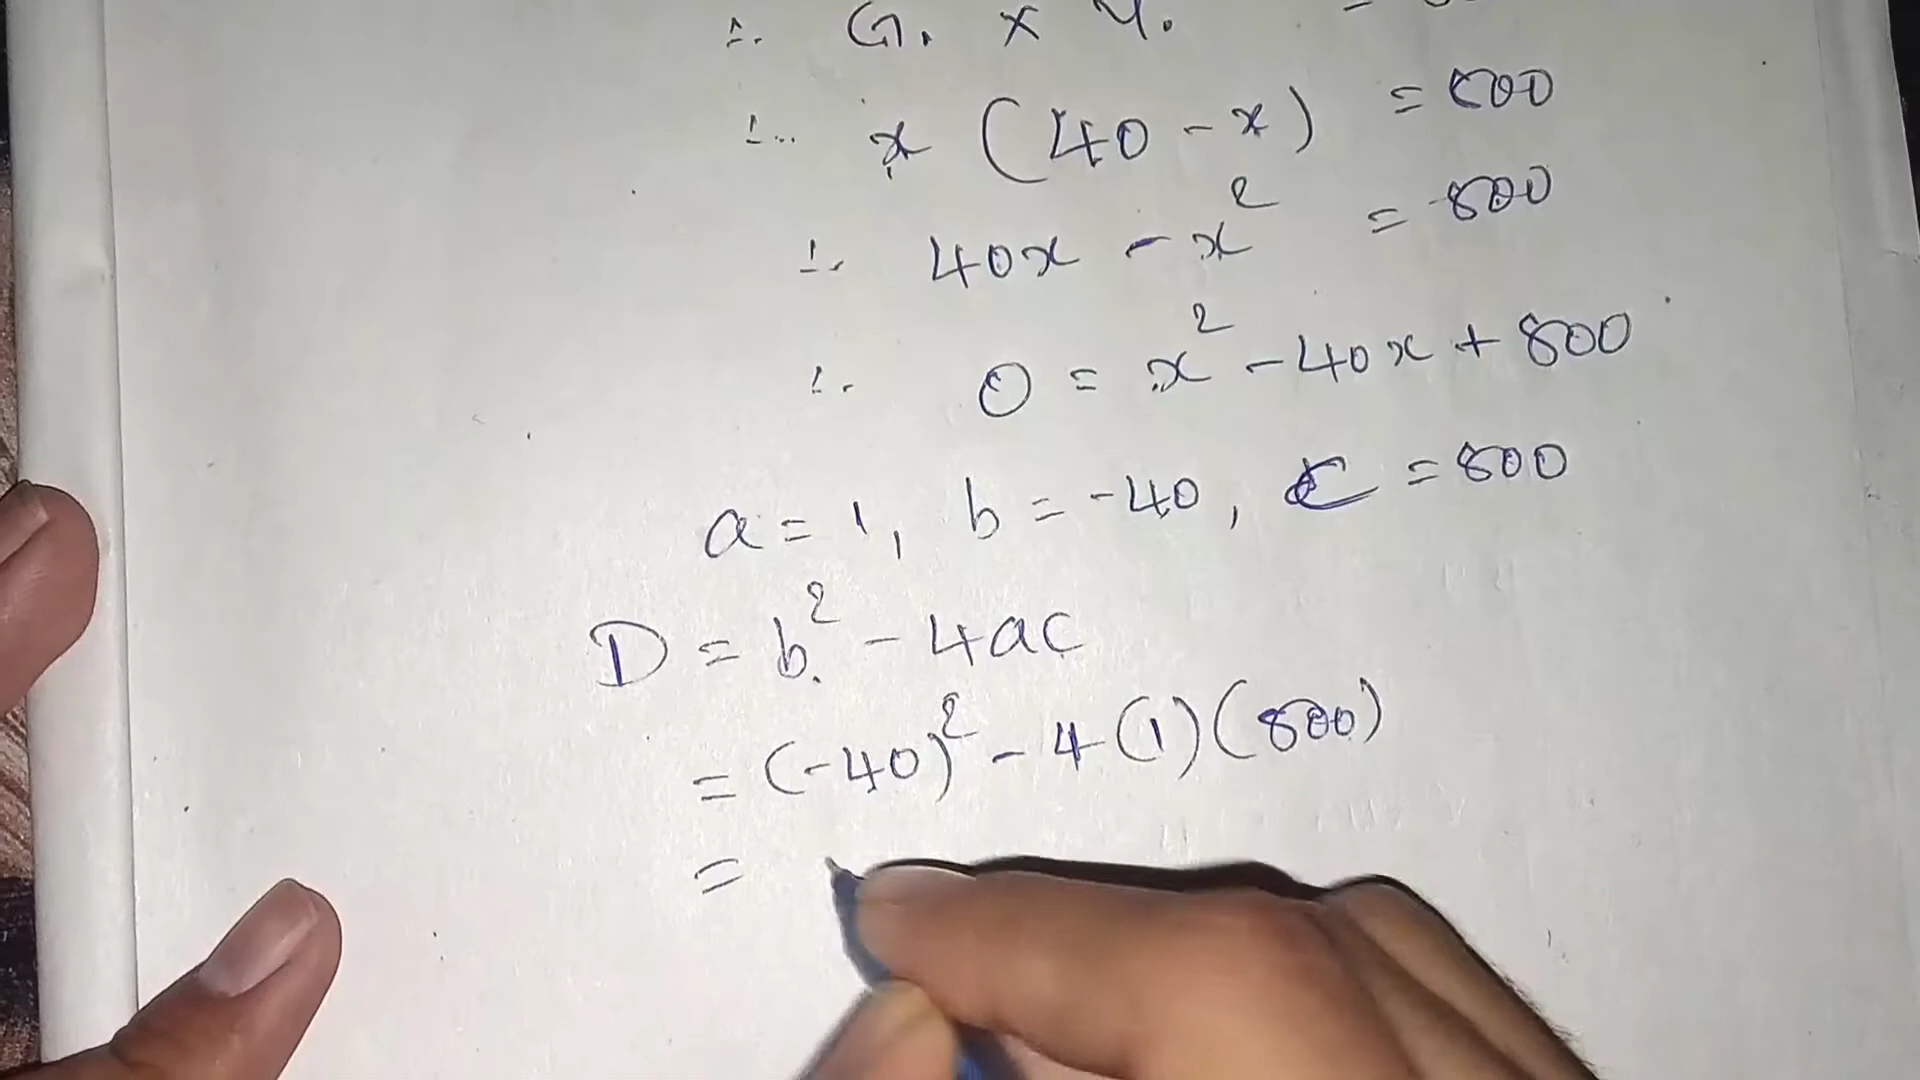 ∴ G. x
∴ x (40 - x) = 800
∴ 40x - x² = 800
∴ 0 = x² - 40x + 800
a = 1, b = -40, c = 800
D = b² - 4ac
= (-40)² - 4(1)(800)
=